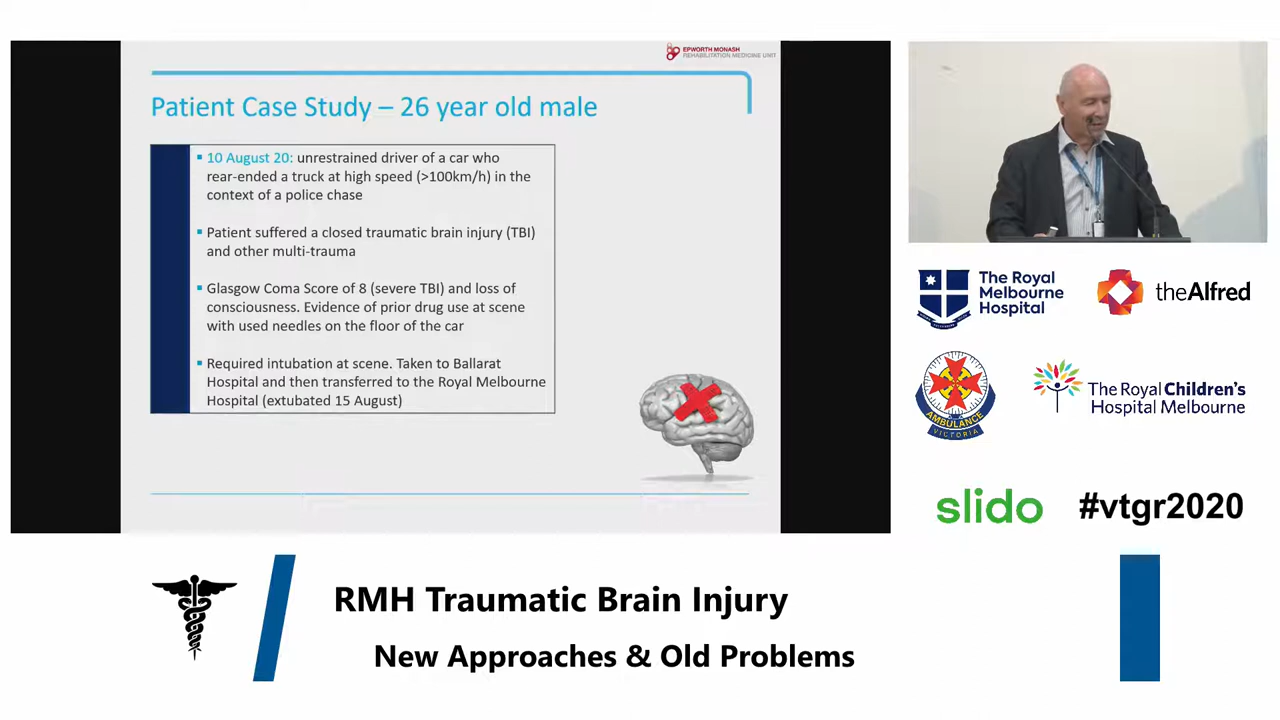 EPWORTH MONASH
REHABILITATION MEDICINE UNIT
Patient Case Study – 26 year old male
▪ 10 August 20: unrestrained driver of a car who
rear-ended a truck at high speed (>100km/h) in the
context of a police chase
▪ Patient suffered a closed traumatic brain injury (TBI)
and other multi-trauma
▪ Glasgow Coma Score of 8 (severe TBI) and loss of
consciousness. Evidence of prior drug use at scene
with used needles on the floor of the car
▪ Required intubation at scene. Taken to Ballarat
Hospital and then transferred to the Royal Melbourne
Hospital (extubated 15 August)
The Royal
Melbourne
Hospital
theAlfred
AMBULANCE
VICTORIA
The Royal Children's
Hospital Melbourne
slido
#vtgr2020
RMH Traumatic Brain Injury
New Approaches & Old Problems